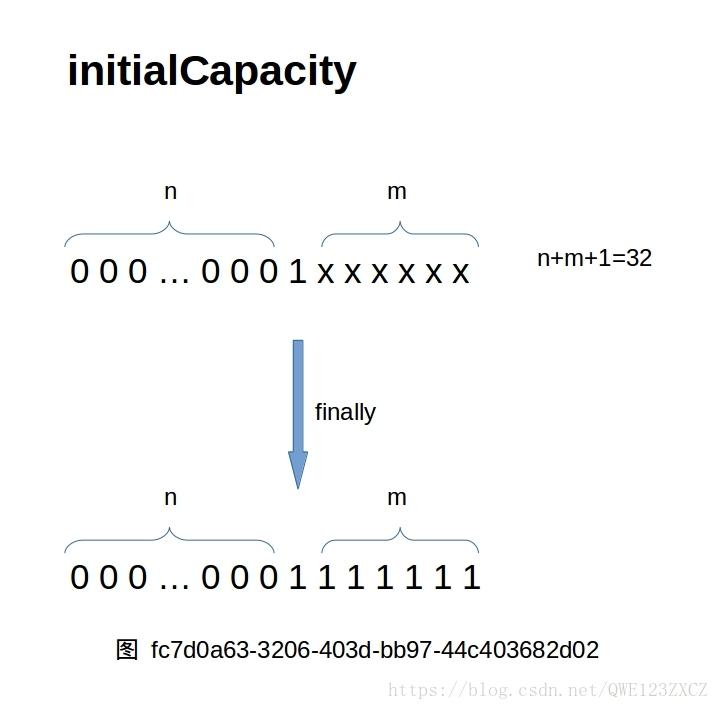 initialCapacity
n m
0 0 0 ... 0 0 0 1 x x x x x x n+m+1=32
finally
n m
0 0 0 ... 0 0 0 1 1 1 1 1 1 1
图 fc7d0a63-3206-403d-bb97-44c403682d02
https://blog.csdn.net/QWE123ZXCZ